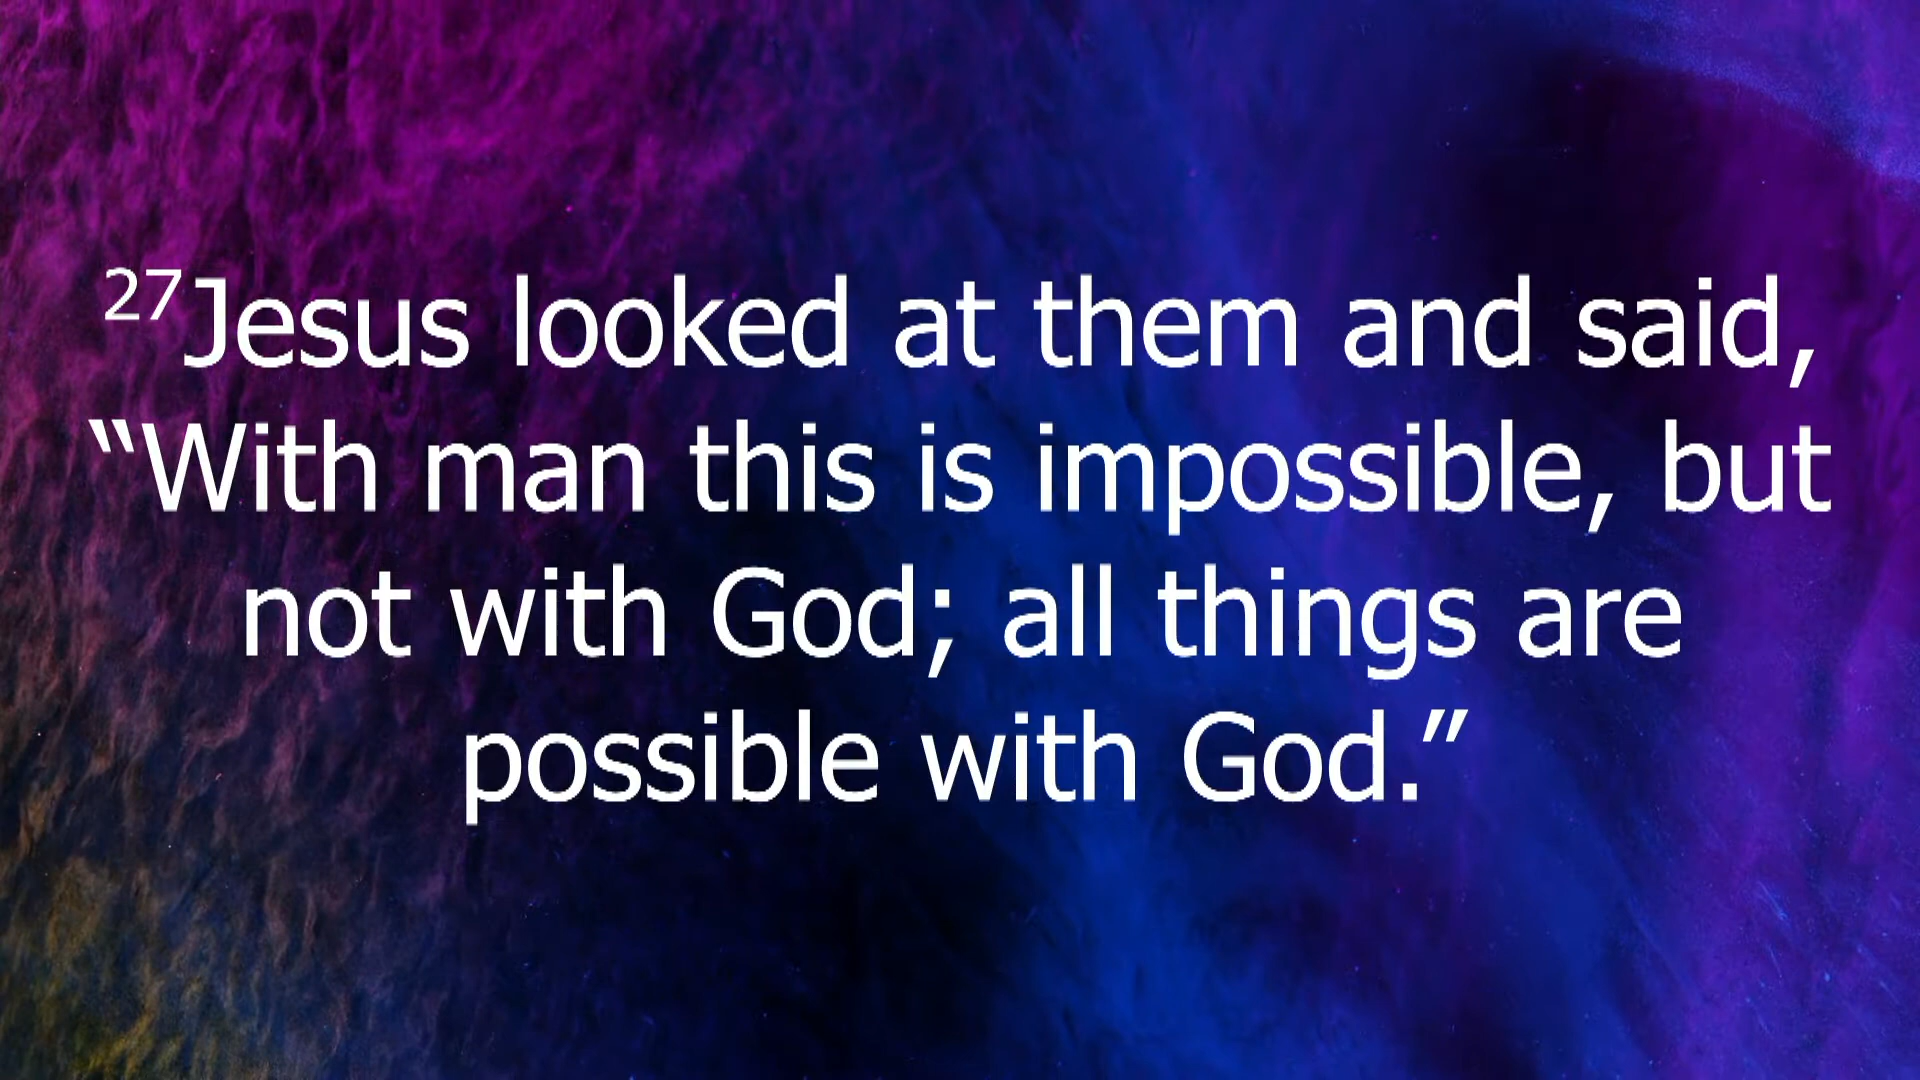 27Jesus looked at them and said,
“With man this is impossible, but
not with God; all things are
possible with God.”